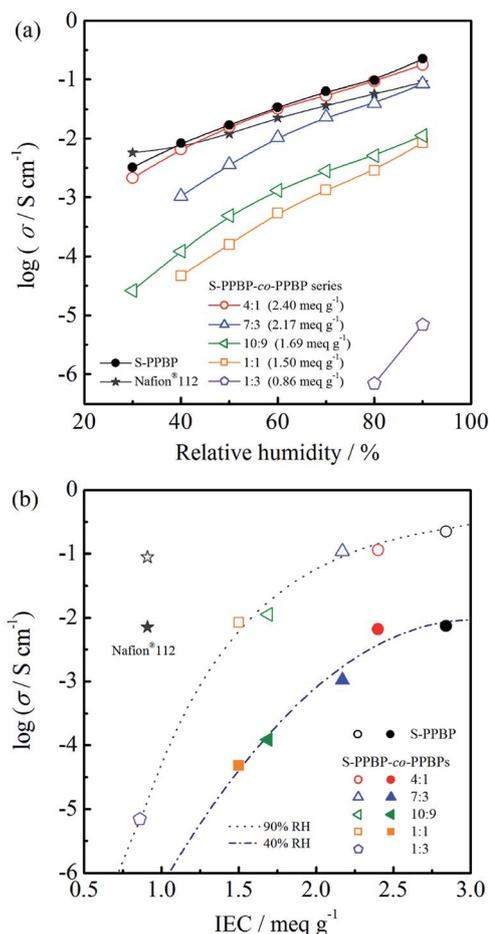 (a)
0
-1
-2
-3
-4
-5
-6
log ( σ / S cm⁻¹)
S-PPBP-co-PPBP series
4:1 (2.40 meq g⁻¹)
7:3 (2.17 meq g⁻¹)
10:9 (1.69 meq g⁻¹)
1:1 (1.50 meq g⁻¹)
1:3 (0.86 meq g⁻¹)
S-PPBP
Nafion®112
20 40 60 80 100
Relative humidity / %
(b)
0
-1
-2
-3
-4
-5
-6
log (σ / S cm⁻¹)
Nafion®112
S-PPBP
S-PPBP-co-PPBPs
4:1
7:3
10:9
1:1
1:3
90% RH
40% RH
0.5 1.0 1.5 2.0 2.5 3.0
IEC / meq g⁻¹